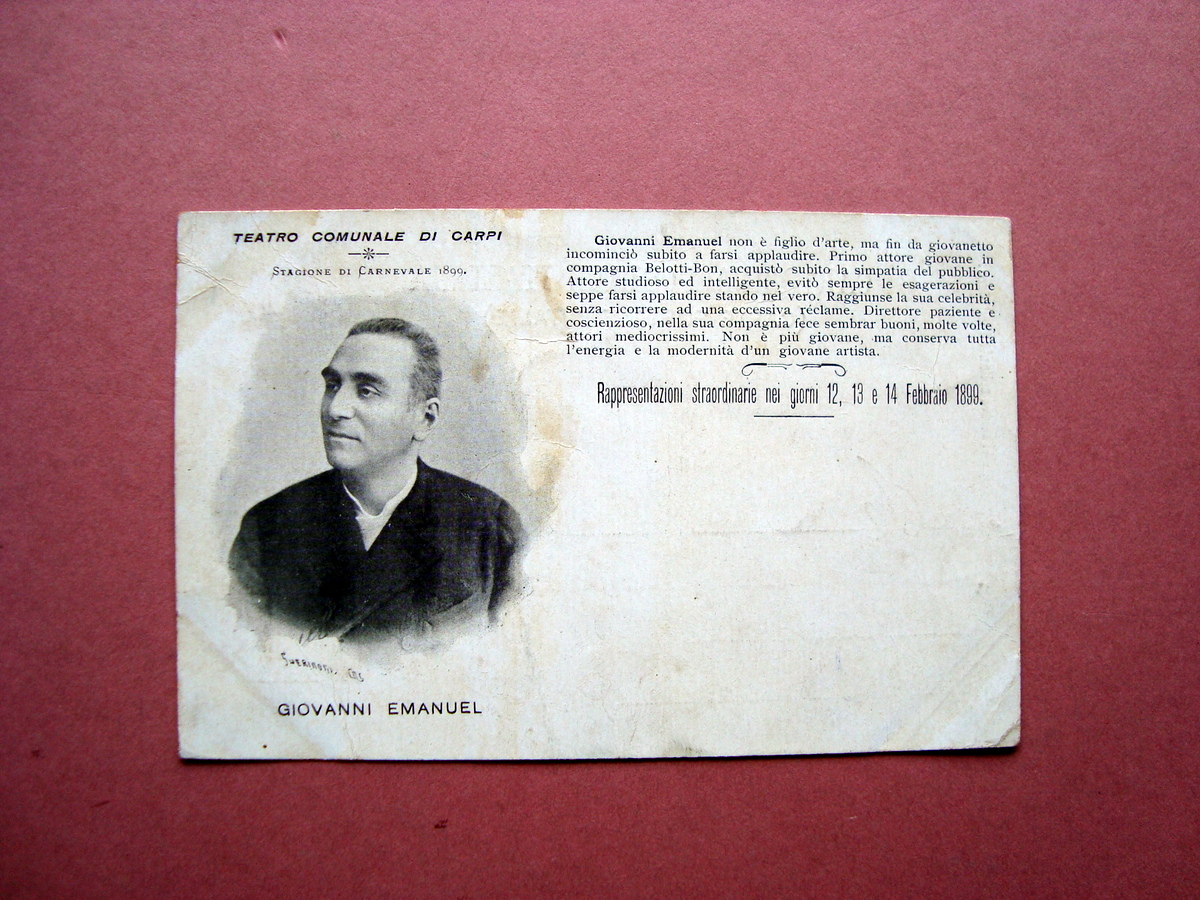 TEATRO COMUNALE DI CARPI
STAGIONE DI CARNEVALE 1899.
GIOVANNI EMANUEL
Giovanni Emanuel non è figlio d'arte, ma fin da giovanetto
incominciò subito a farsi applaudire. Primo attore giovane in
compagnia Belotti-Bon, acquistò subito la simpatia del pubblico.
Attore studioso ed intelligente, evitò sempre le esagerazioni e
seppe farsi applaudire stando nel vero. Raggiunse la sua celebrità,
senza ricorrere ad una eccessiva réclame. Direttore paziente e
coscienzioso, nella sua compagnia fece sembrar buoni, molte volte,
attori mediocrissimi. Non è più giovane, ma conserva tutta
l'energia e la modernità d'un giovane artista.
Rappresentazioni straordinarie nei giorni 12, 13 e 14 Febbraio 1899.